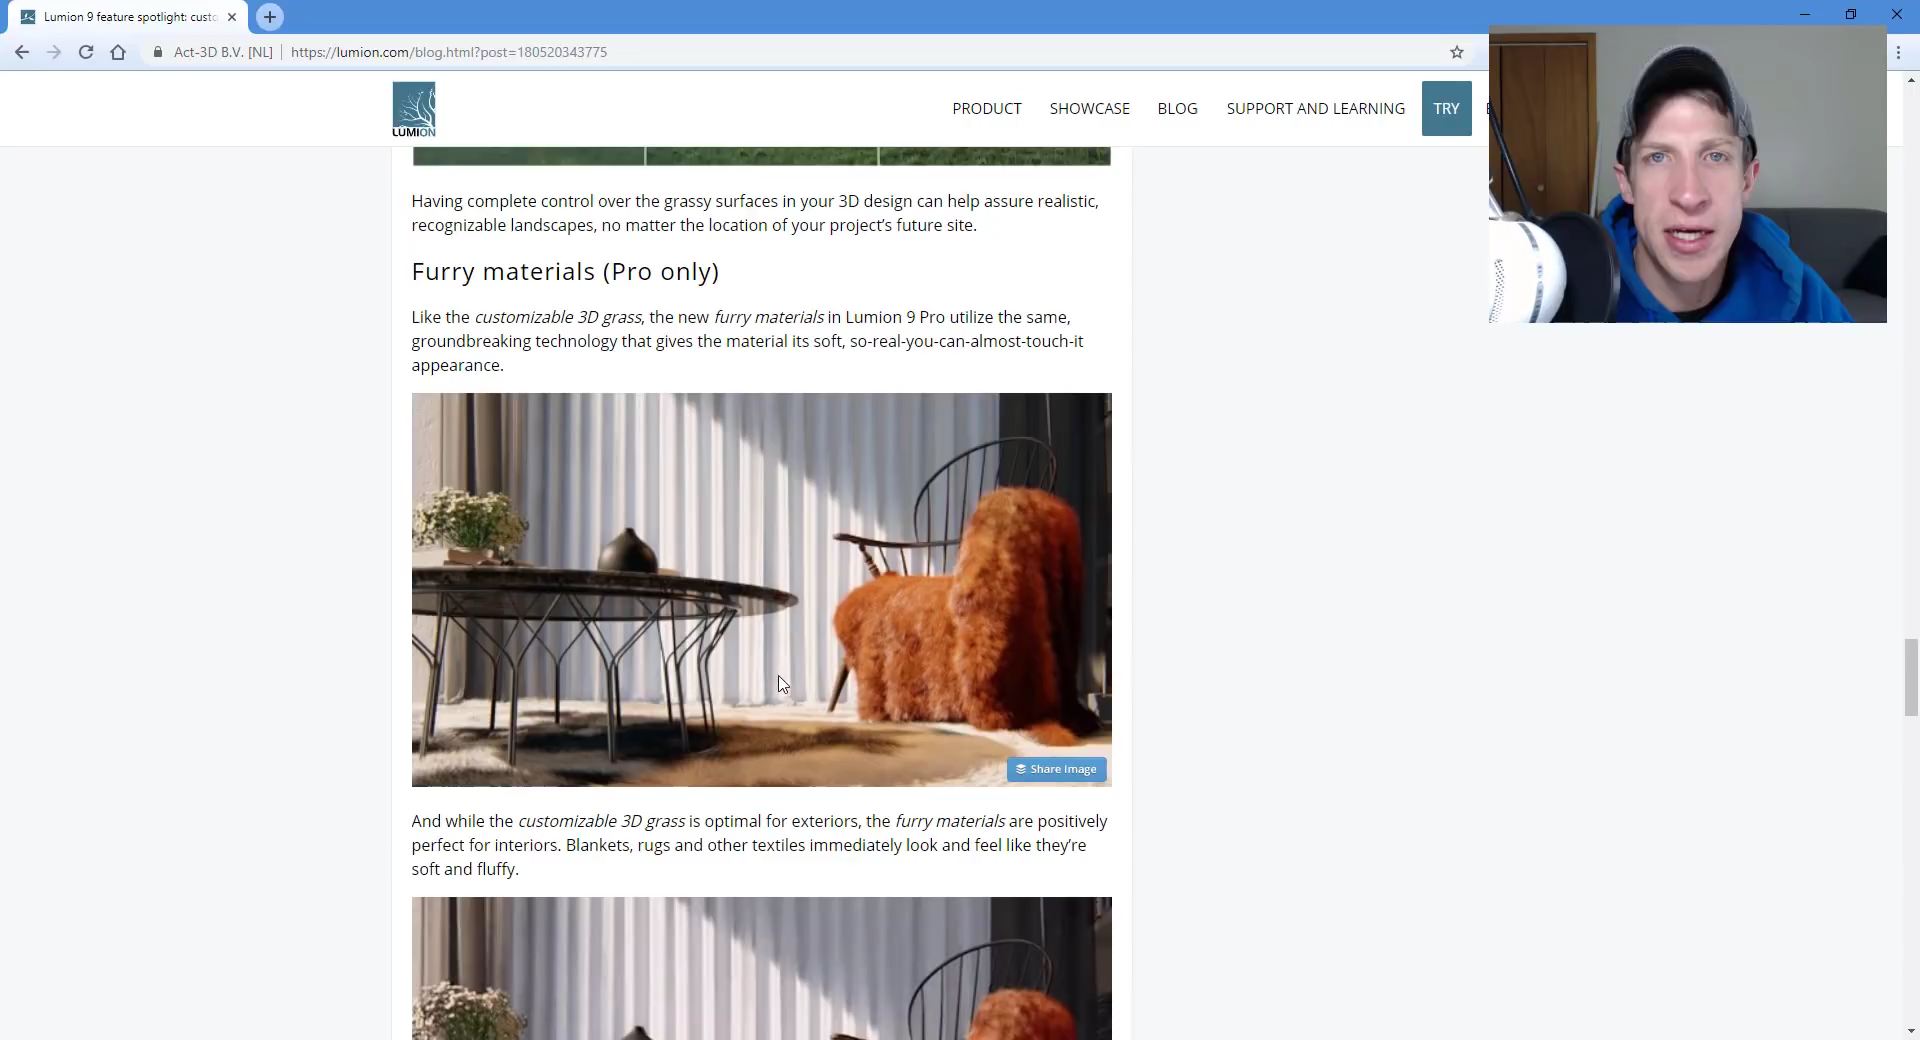 Lumion 9 feature spotlight: custo
Act-3D B.V. [NL] | https://lumion.com/blog.html?post=180520343775
LUMION
PRODUCT SHOWCASE BLOG SUPPORT AND LEARNING TRY
Having complete control over the grassy surfaces in your 3D design can help assure realistic,
recognizable landscapes, no matter the location of your project’s future site.
Furry materials (Pro only)
Like the customizable 3D grass, the new furry materials in Lumion 9 Pro utilize the same,
groundbreaking technology that gives the material its soft, so-real-you-can-almost-touch-it
appearance.
Share Image
And while the customizable 3D grass is optimal for exteriors, the furry materials are positively
perfect for interiors. Blankets, rugs and other textiles immediately look and feel like they’re
soft and fluffy.